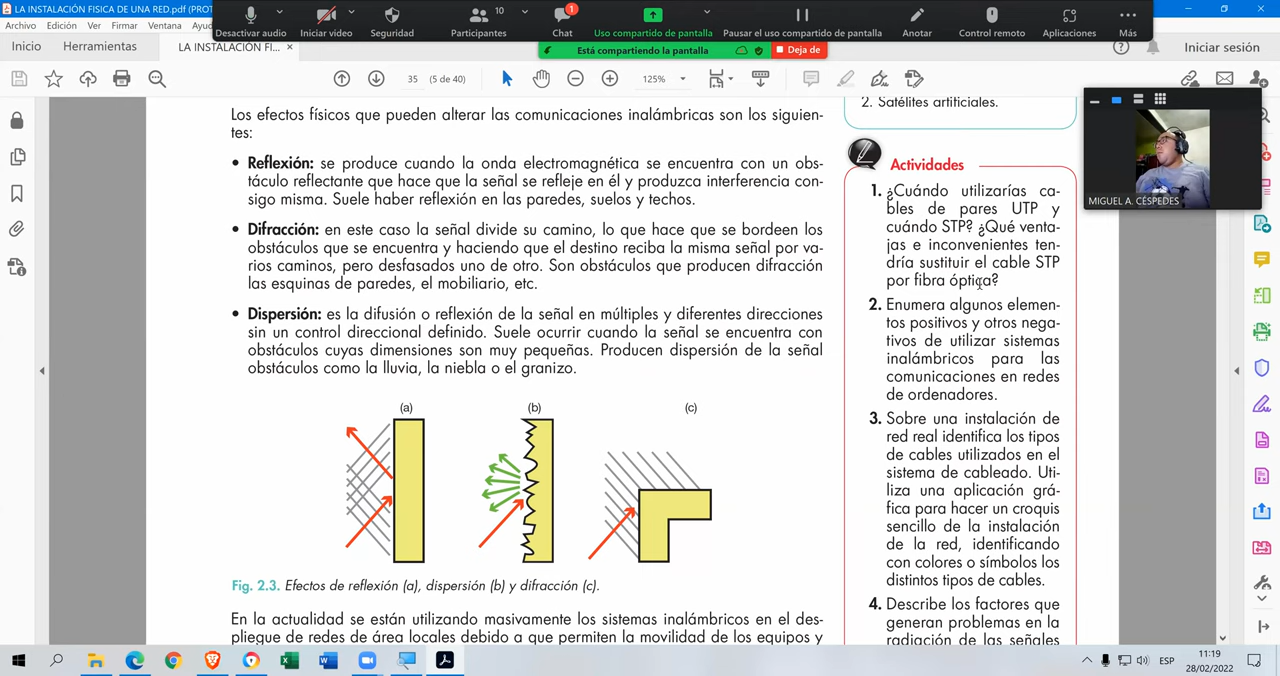 LA INSTALACIÓN FISICA DE UNA RED.pdf (PROT
Archivo Edición Ver Firmar Ventana Ayuda
Desactivar audio
Iniciar video
Seguridad
10
Participantes
1
Chat
Uso compartido de pantalla
Pausar el uso compartido de pantalla
Anotar
Control remoto
Aplicaciones
Más
Está compartiendo la pantalla
Deja de
Inicio
Herramientas
LA INSTALACIÓN FI...
Iniciar sesión
35 (5 de 40)
125%
MIGUEL A. CÉSPEDES
Los efectos físicos que pueden alterar las comunicaciones inalámbricas son los siguien-
tes:
• Reflexión: se produce cuando la onda electromagnética se encuentra con un obs-
táculo reflectante que hace que la señal se refleje en él y produzca interferencia con-
sigo misma. Suele haber reflexión en las paredes, suelos y techos.
• Difracción: en este caso la señal divide su camino, lo que hace que se bordeen los
obstáculos que se encuentra y haciendo que el destino reciba la misma señal por va-
rios caminos, pero desfasados uno de otro. Son obstáculos que producen difracción
las esquinas de paredes, el mobiliario, etc.
• Dispersión: es la difusión o reflexión de la señal en múltiples y diferentes direcciones
sin un control direccional definido. Suele ocurrir cuando la señal se encuentra con
obstáculos cuyas dimensiones son muy pequeñas. Producen dispersión de la señal
obstáculos como la lluvia, la niebla o el granizo.
(a)
(b)
(c)
Fig. 2.3. Efectos de reflexión (a), dispersión (b) y difracción (c).
En la actualidad se están utilizando masivamente los sistemas inalámbricos en el des-
pliegue de redes de área locales debido a que permiten la movilidad de los equipos y
2. Satélites artificiales.
Actividades
1. ¿Cuándo utilizarías ca-
bles de pares UTP y
cuándo STP? ¿Qué venta-
jas e inconvenientes ten-
dría sustituir el cable STP
por fibra óptica?
2. Enumera algunos elemen-
tos positivos y otros nega-
tivos de utilizar sistemas
inalámbricos para las
comunicaciones en redes
de ordenadores.
3. Sobre una instalación de
red real identifica los tipos
de cables utilizados en el
sistema de cableado. Uti-
liza una aplicación grá-
fica para hacer un croquis
sencillo de la instalación
de la red, identificando
con colores o símbolos los
distintos tipos de cables.
4. Describe los factores que
generan problemas en la
radiación de las señales
ESP
11:19
28/02/2022